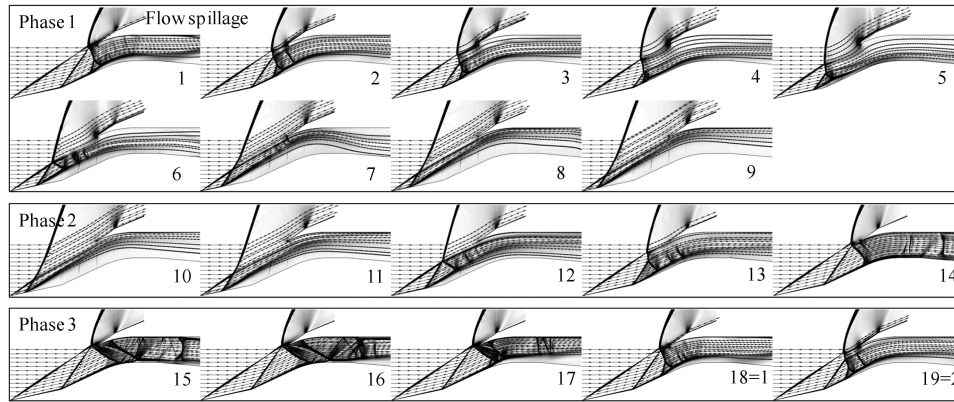 Phase 1 Flow spillage
1 2 3 4 5
6 7 8 9
Phase 2
10 11 12 13 14
Phase 3
15 16 17 18=1 19=2